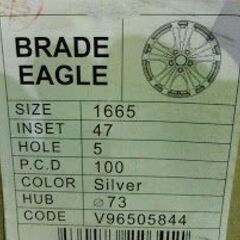 BRADE
EAGLE
SIZE 1665
INSET 47
HOLE 5
P.C.D 100
COLOR Silver
HUB ⌀73
CODE V96505844